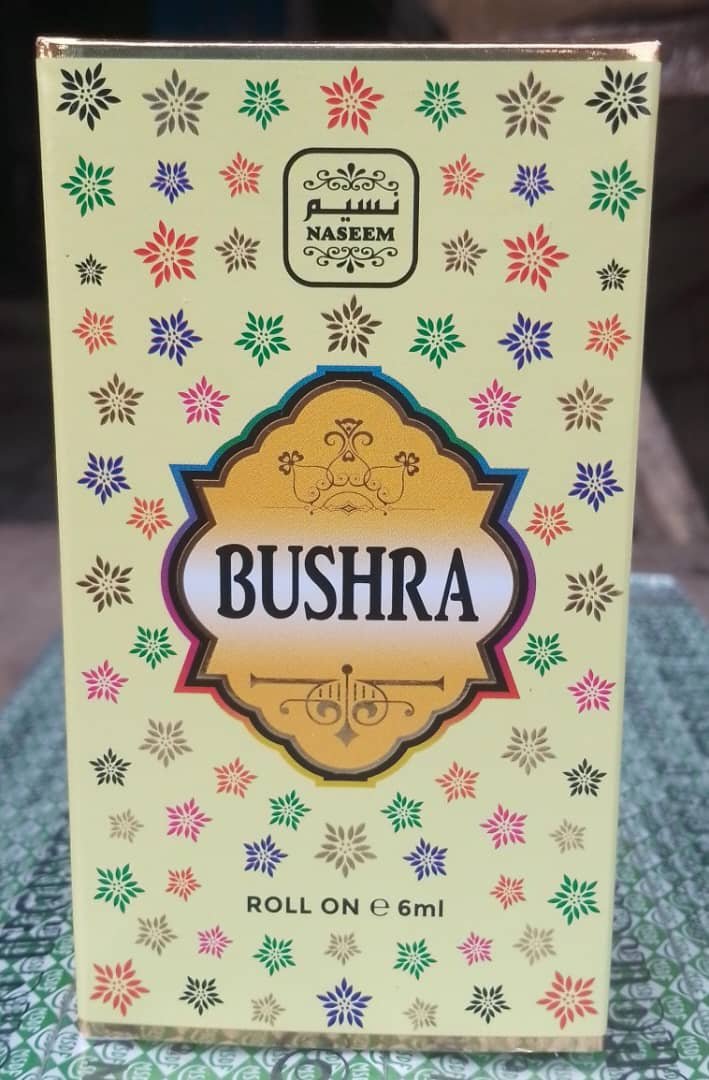 نسيم
NASEEM
BUSHRA
ROLL ON ℮ 6ml